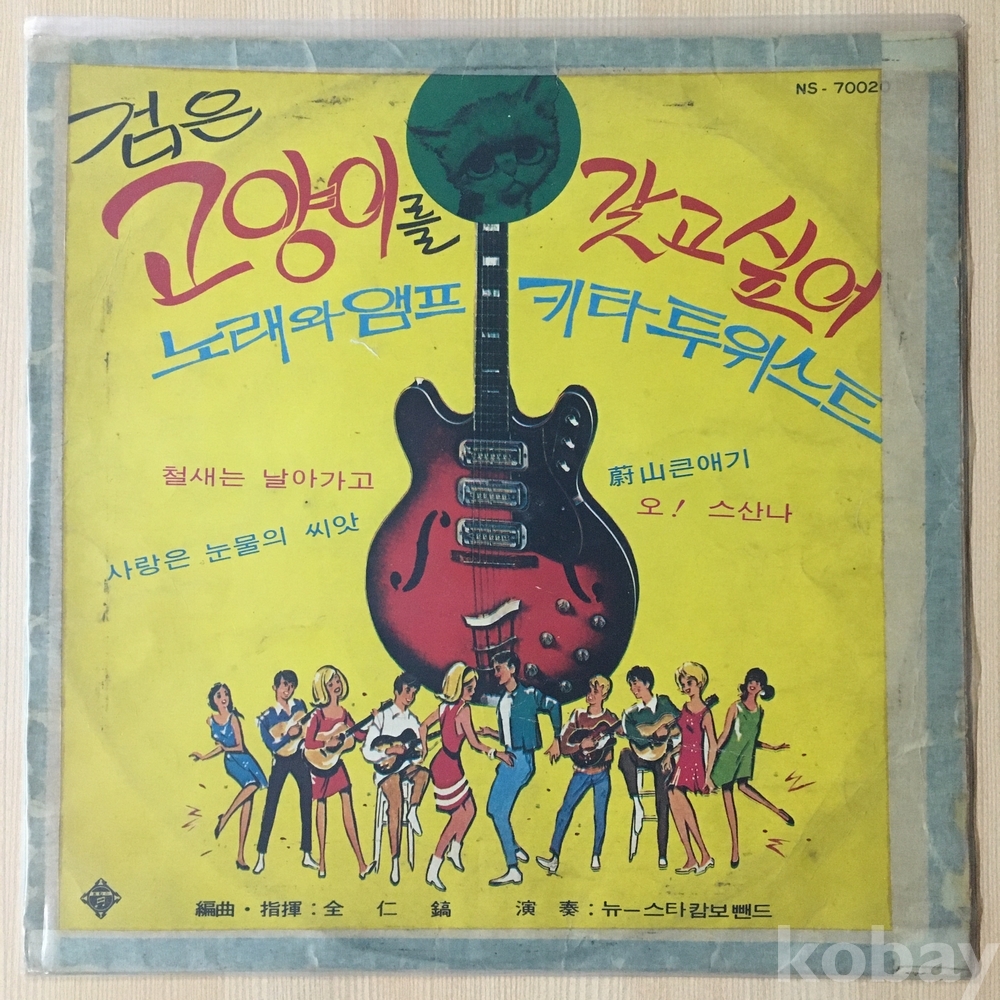 NS - 70020
검은
고양이를 갖고싶어
노래와앰프 키타투위스트
철새는 날아가고
蔚山큰애기
오! 스산나
사랑은 눈물의 씨앗
編曲・指揮 : 全 仁 鎬 演 奏 : 뉴ー스타캄보뺀드
kobay